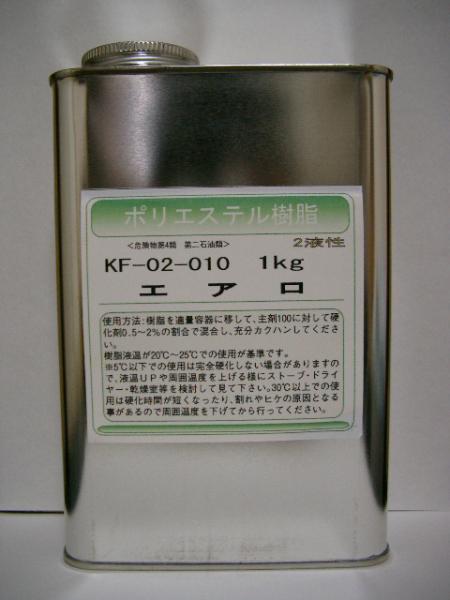 ポリエステル樹脂
<危険物第4類 第二石油類>
2液性
KF-02-010 1kg
エアロ
使用方法:樹脂を適量容器に移して、主剤100に対して硬
化剤0.5~2%の割合で混合し、充分カクハンしてくださ
い。
樹脂液温が20℃~25℃での使用が基準です。
※5℃以下での使用は完全硬化しない場合がありますの
で、液温UPや周囲温度を上げる様にストーブ・ドライ
ヤー・乾燥室等を検討して見て下さい。30℃以上での使
用は硬化時間が短くなったり、割れやヒケの原因となる
事があるので周囲温度を下げてから行ってください。